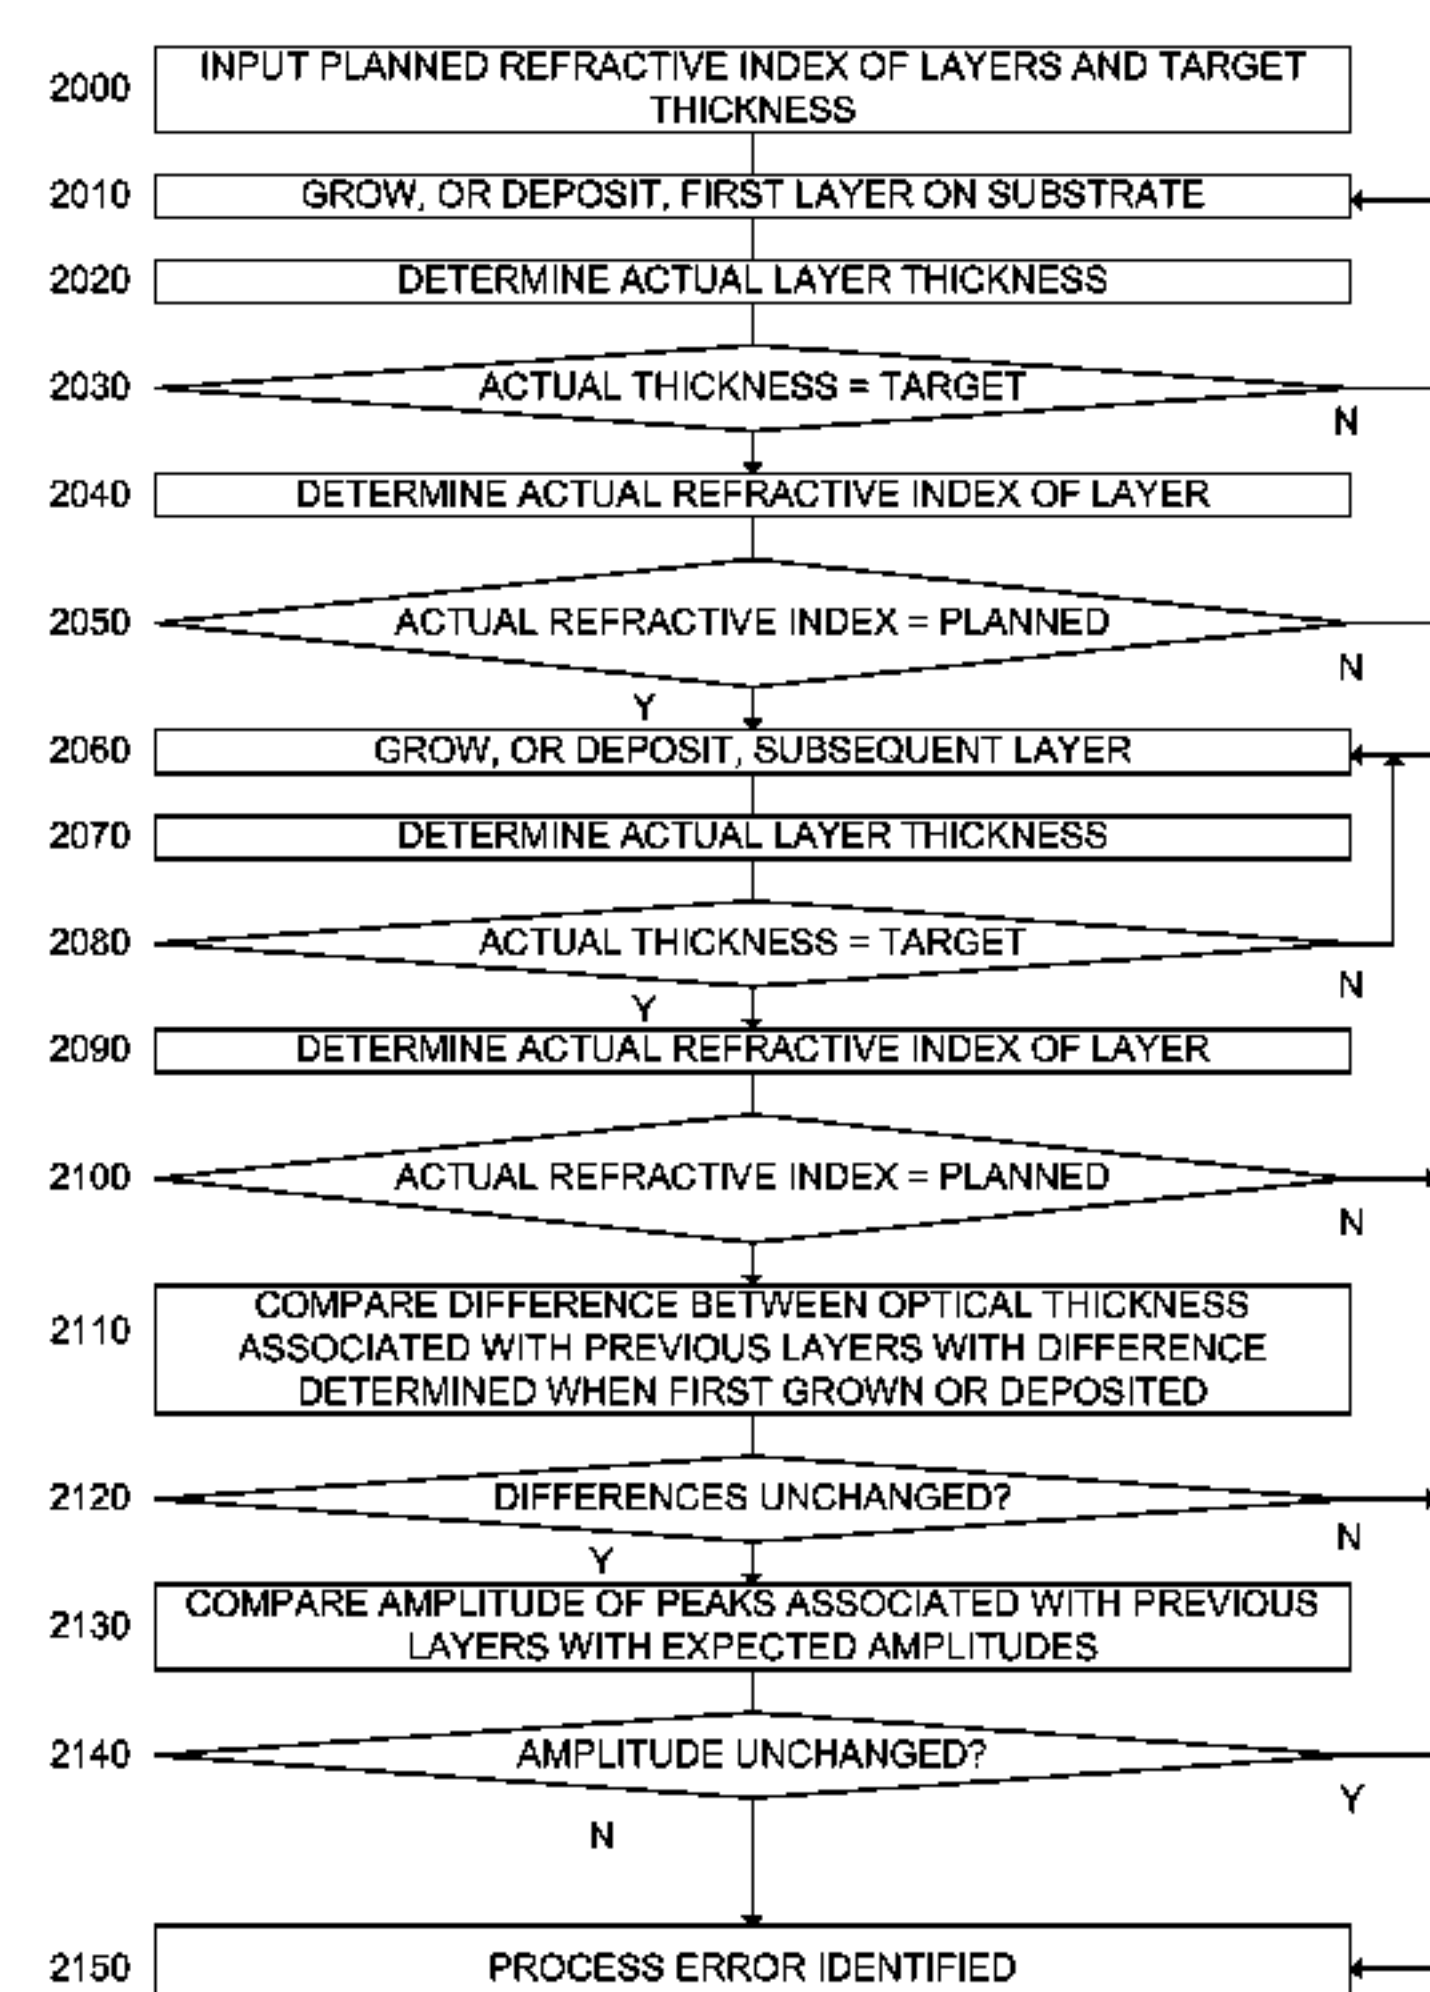 2000 INPUT PLANNED REFRACTIVE INDEX OF LAYERS AND TARGET
THICKNESS
2010 GROW, OR DEPOSIT, FIRST LAYER ON SUBSTRATE
2020 DETERMINE ACTUAL LAYER THICKNESS
2030 ACTUAL THICKNESS = TARGET
N
2040 DETERMINE ACTUAL REFRACTIVE INDEX OF LAYER
2050 ACTUAL REFRACTIVE INDEX = PLANNED
N
Y
2060 GROW, OR DEPOSIT, SUBSEQUENT LAYER
2070 DETERMINE ACTUAL LAYER THICKNESS
2080 ACTUAL THICKNESS = TARGET
N
Y
2090 DETERMINE ACTUAL REFRACTIVE INDEX OF LAYER
2100 ACTUAL REFRACTIVE INDEX = PLANNED
N
2110 COMPARE DIFFERENCE BETWEEN OPTICAL THICKNESS
ASSOCIATED WITH PREVIOUS LAYERS WITH DIFFERENCE
DETERMINED WHEN FIRST GROWN OR DEPOSITED
2120 DIFFERENCES UNCHANGED?
N
Y
2130 COMPARE AMPLITUDE OF PEAKS ASSOCIATED WITH PREVIOUS
LAYERS WITH EXPECTED AMPLITUDES
2140 AMPLITUDE UNCHANGED?
Y
N
2150 PROCESS ERROR IDENTIFIED